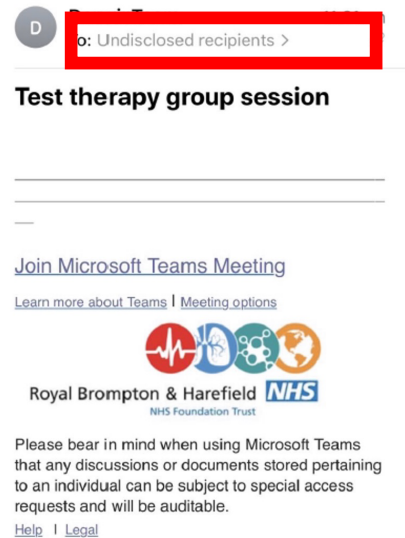 D
o: Undisclosed recipients >
Test therapy group session
Join Microsoft Teams Meeting
Learn more about Teams | Meeting options
Royal Brompton & Harefield NHS
NHS Foundation Trust
Please bear in mind when using Microsoft Teams
that any discussions or documents stored pertaining
to an individual can be subject to special access
requests and will be auditable.
Help | Legal